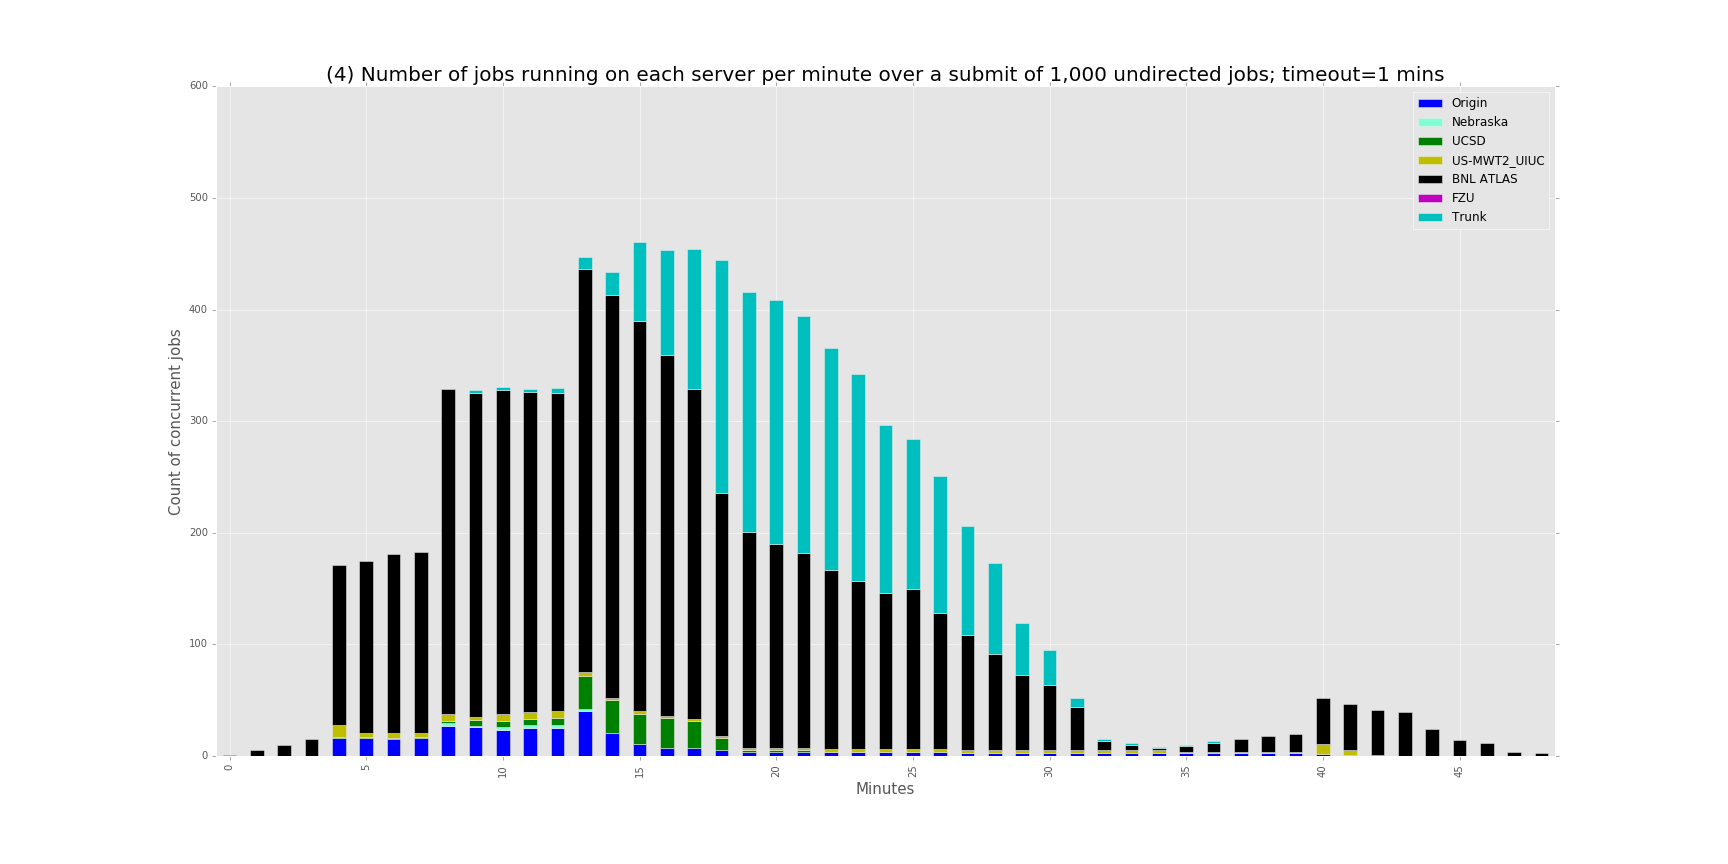 (4) Number of jobs running on each server per minute over a submit of 1,000 undirected jobs; timeout=1 mins
600
500
400
300
200
100
0
Count of concurrent jobs
Origin
Nebraska
UCSD
US-MWT2_UIUC
BNL ATLAS
FZU
Trunk
0 5 10 15 20 25 30 35 40 45
Minutes